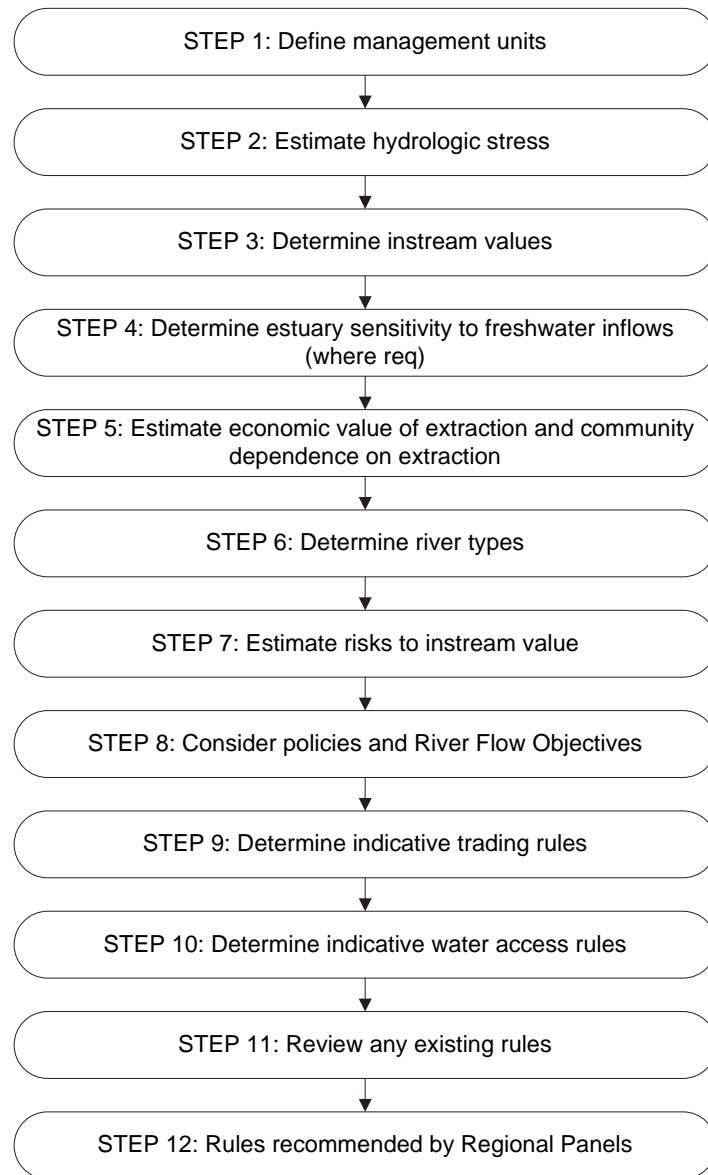 STEP 1: Define management units
STEP 2: Estimate hydrologic stress
STEP 3: Determine instream values
STEP 4: Determine estuary sensitivity to freshwater inflows
(where req)
STEP 5: Estimate economic value of extraction and community
dependence on extraction
STEP 6: Determine river types
STEP 7: Estimate risks to instream value
STEP 8: Consider policies and River Flow Objectives
STEP 9: Determine indicative trading rules
STEP 10: Determine indicative water access rules
STEP 11: Review any existing rules
STEP 12: Rules recommended by Regional Panels